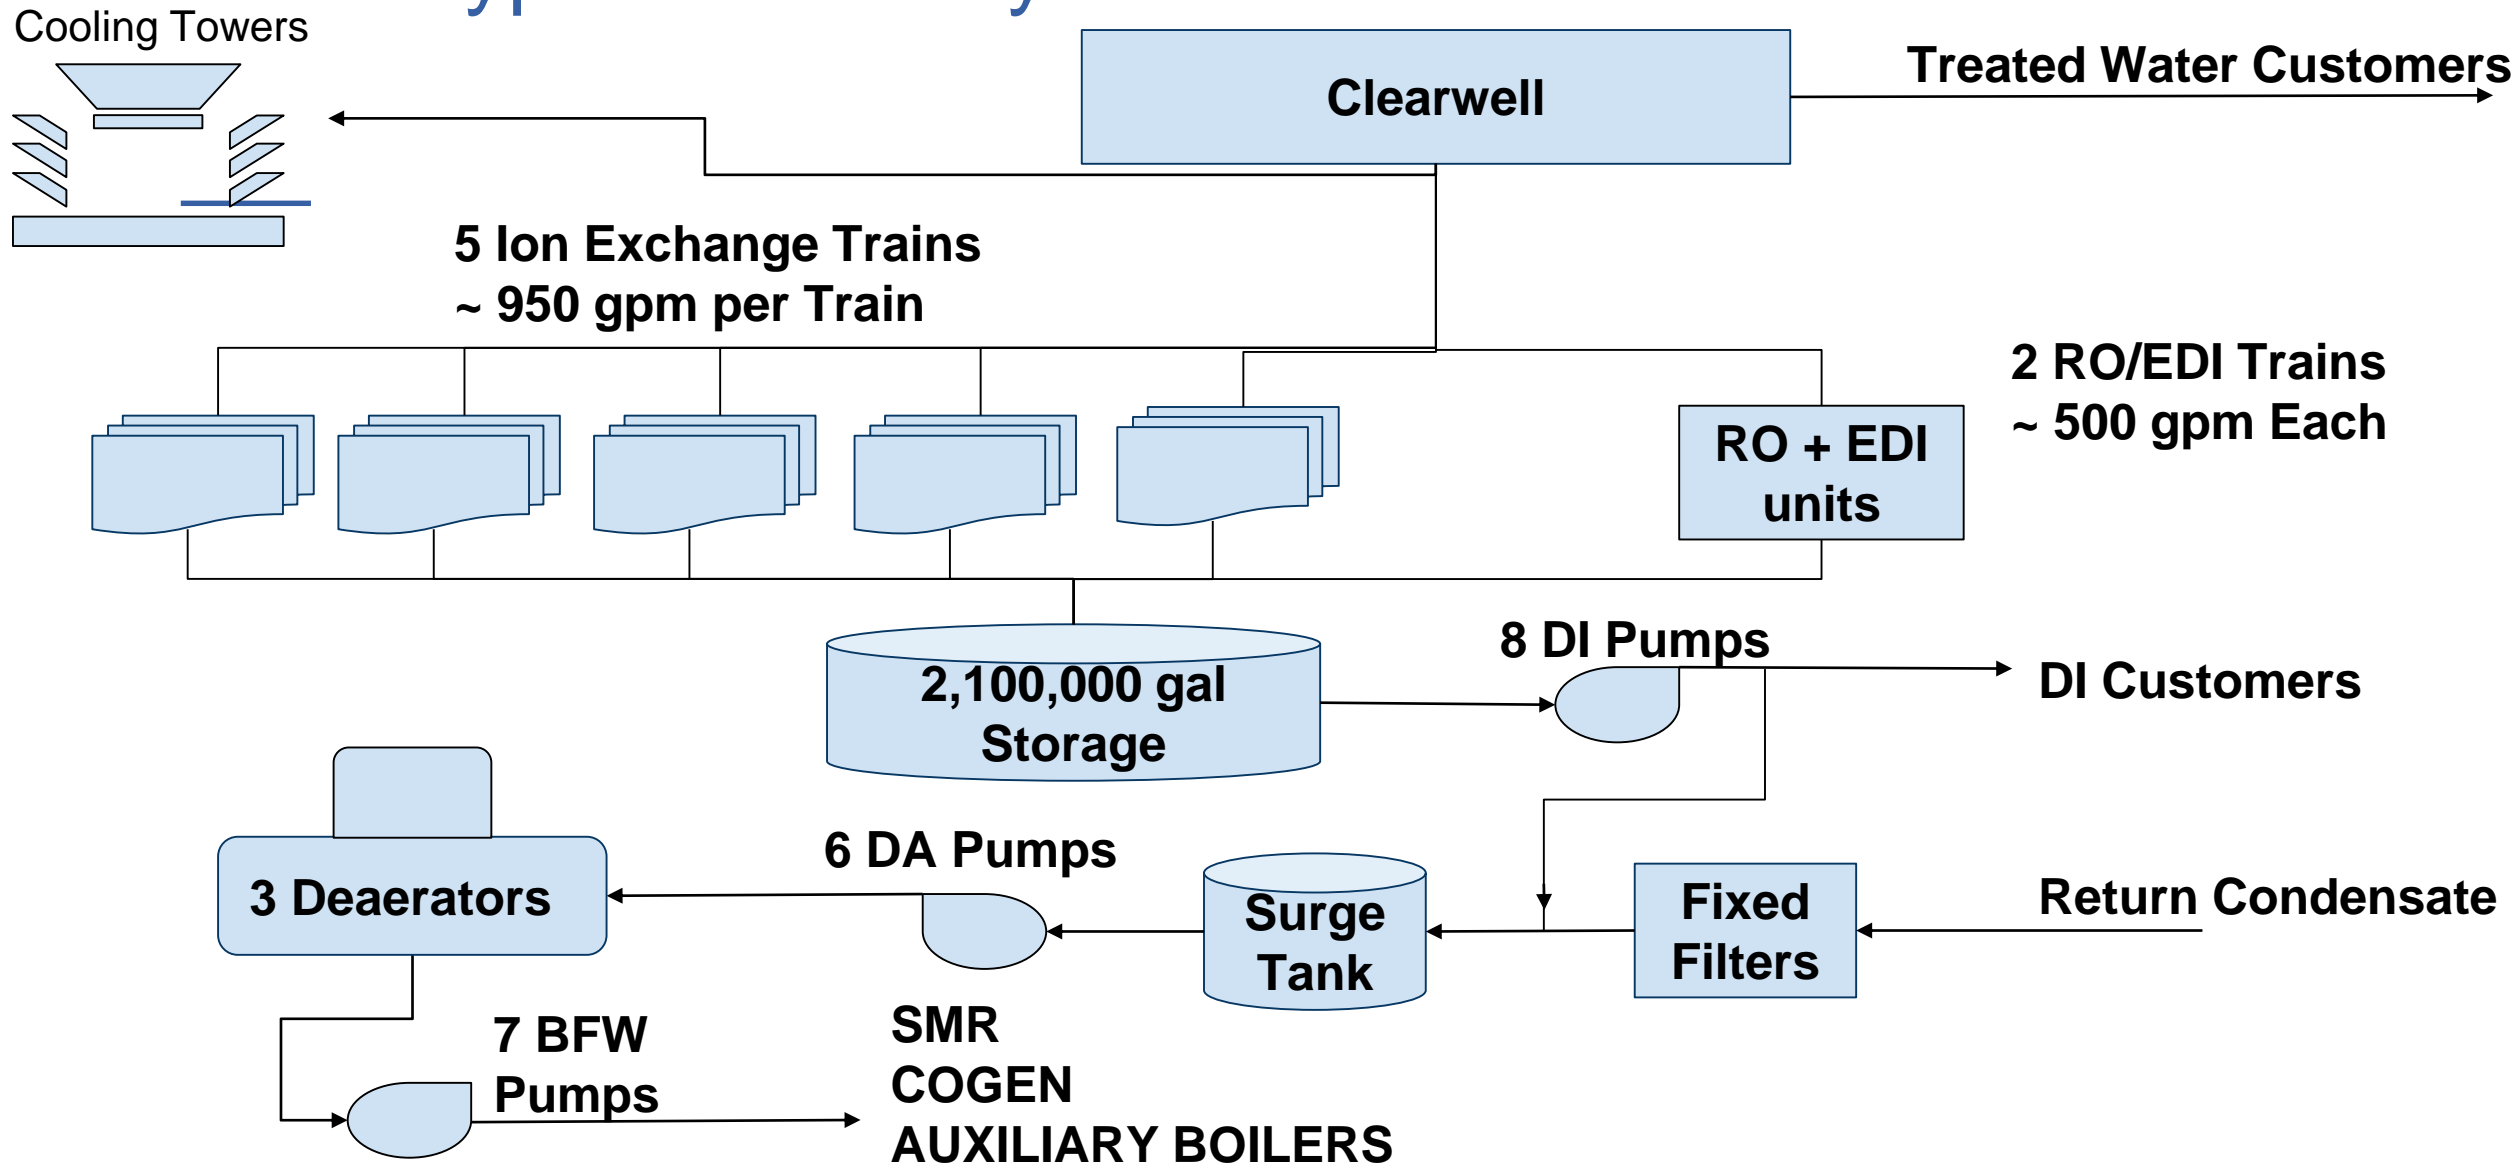 Cooling Towers
Clearwell
Treated Water Customers
5 Ion Exchange Trains
~ 950 gpm per Train
2 RO/EDI Trains
~ 500 gpm Each
RO + EDI
units
8 DI Pumps
2,100,000 gal
Storage
DI Customers
6 DA Pumps
3 Deaerators
Surge
Tank
Fixed
Filters
Return Condensate
7 BFW
Pumps
SMR
COGEN
AUXILIARY BOILERS